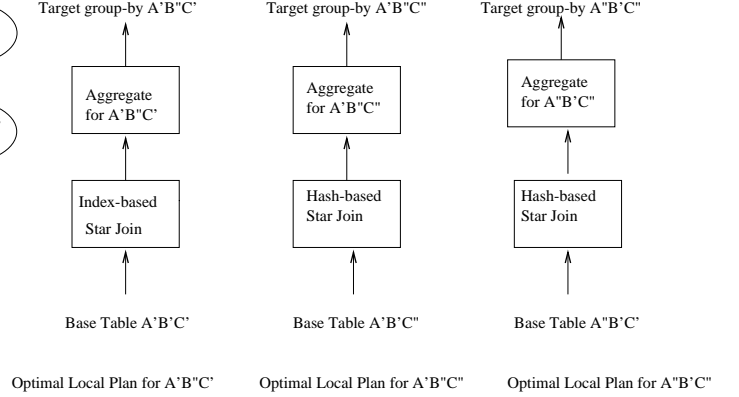 Target group-by A'B"C'
Target group-by A'B"C"
Target group-by A"B'C"
Aggregate
for A'B"C'
Aggregate
for A'B"C"
Aggregate
for A"B'C"
Index-based
Star Join
Hash-based
Star Join
Hash-based
Star Join
Base Table A'B'C'
Base Table A'B'C"
Base Table A"B'C'
Optimal Local Plan for A'B"C'
Optimal Local Plan for A'B"C"
Optimal Local Plan for A"B'C"